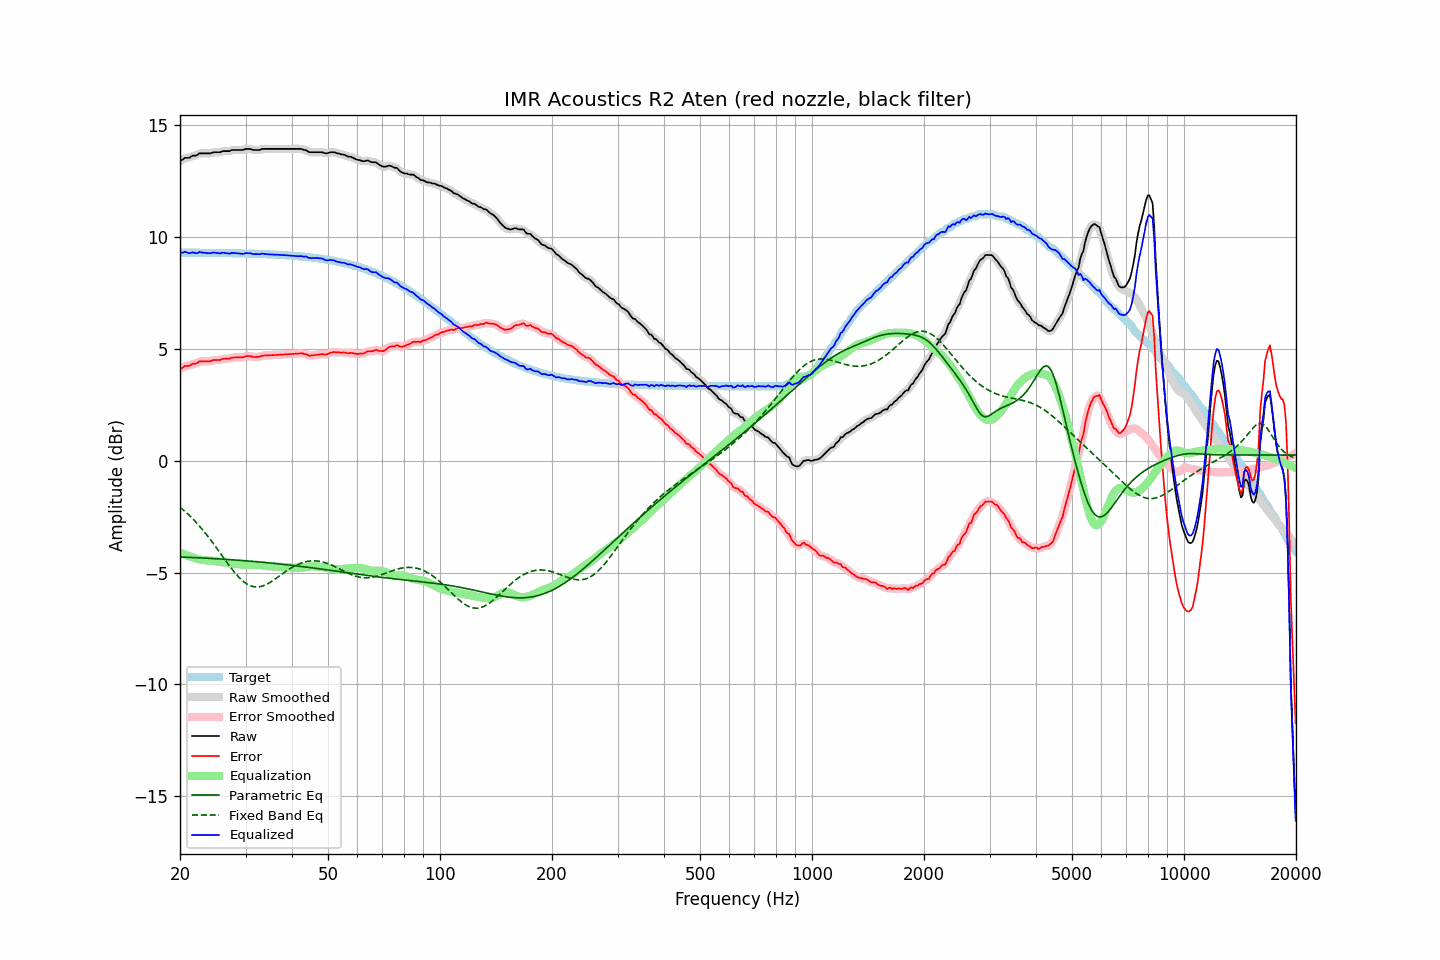 IMR Acoustics R2 Aten (red nozzle, black filter)
15
10
5
0
−5
−10
−15
Amplitude (dBr)
Target
Raw Smoothed
Error Smoothed
Raw
Error
Equalization
Parametric Eq
Fixed Band Eq
Equalized
20 50 100 200 500 1000 2000 5000 10000 20000
Frequency (Hz)